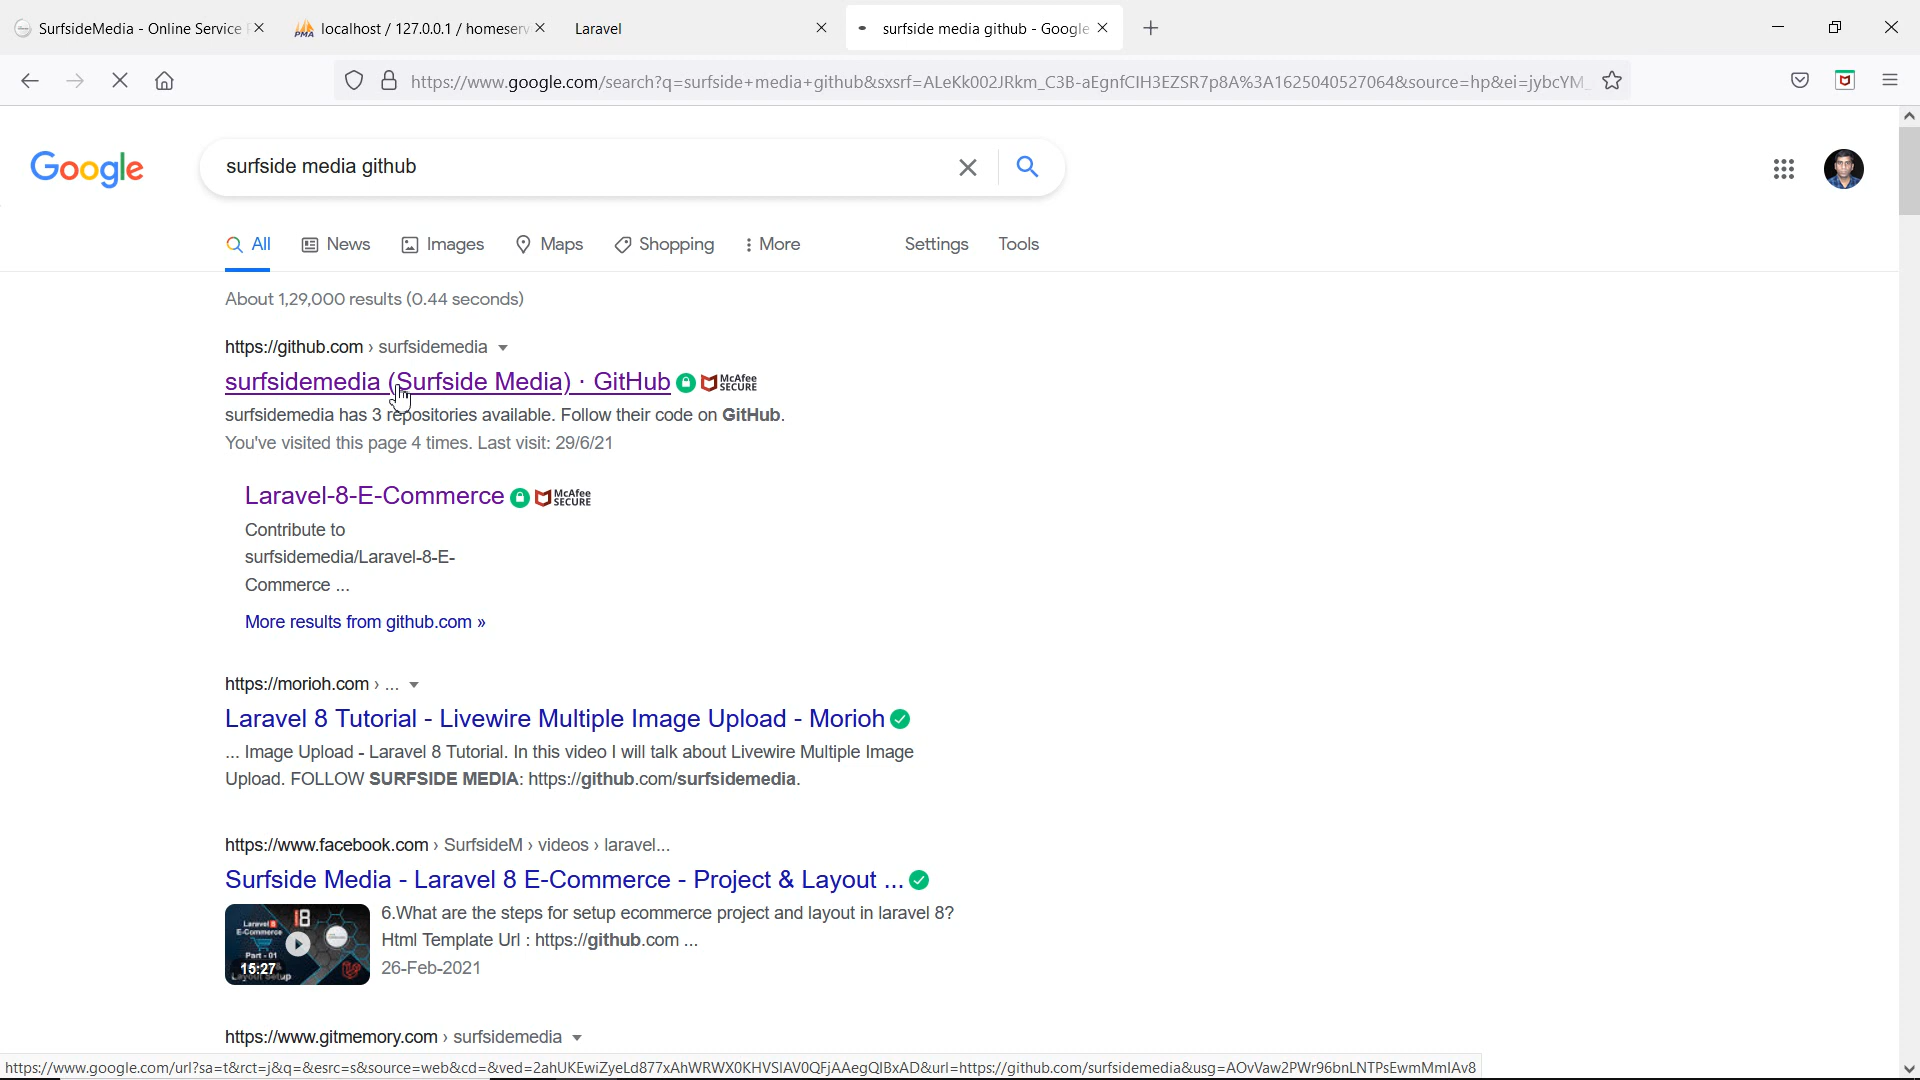 SurfsideMedia - Online Service
localhost / 127.0.0.1 / homeserv
Laravel
surfside media github - Google
https://www.google.com/search?q=surfside+media+github&sxsrf=ALeKk002JRkm_C3B-aEgnfCIH3EZSR7p8A%3A1625040527064&source=hp&ei=jybcYM
Google
surfside media github
All News Images Maps Shopping More Settings Tools
About 1,29,000 results (0.44 seconds)
https://github.com › surfsidemedia
surfsidemedia (Surfside Media) · GitHub McAfee SECURE
surfsidemedia has 3 repositories available. Follow their code on GitHub.
You've visited this page 4 times. Last visit: 29/6/21
Laravel-8-E-Commerce McAfee SECURE
Contribute to
surfsidemedia/Laravel-8-E-
Commerce ...
More results from github.com »
https://morioh.com › ...
Laravel 8 Tutorial - Livewire Multiple Image Upload - Morioh
... Image Upload - Laravel 8 Tutorial. In this video I will talk about Livewire Multiple Image
Upload. FOLLOW SURFSIDE MEDIA: https://github.com/surfsidemedia.
https://www.facebook.com › SurfsideM › videos › laravel...
Surfside Media - Laravel 8 E-Commerce - Project & Layout ...
Laravel 8
E-Commerce
Part - 01
15:27
6.What are the steps for setup ecommerce project and layout in laravel 8?
Html Template Url : https://github.com ...
26-Feb-2021
https://www.gitmemory.com › surfsidemedia
https://www.google.com/url?sa=t&rct=j&q=&esrc=s&source=web&cd=&ved=2ahUKEwiZyeLd877xAhWRWX0KHVSIAV0QFjAAegQIBxAD&url=https://github.com/surfsidemedia&usg=AOvVaw2PWr96bnLNTPsEwmMmIAv8